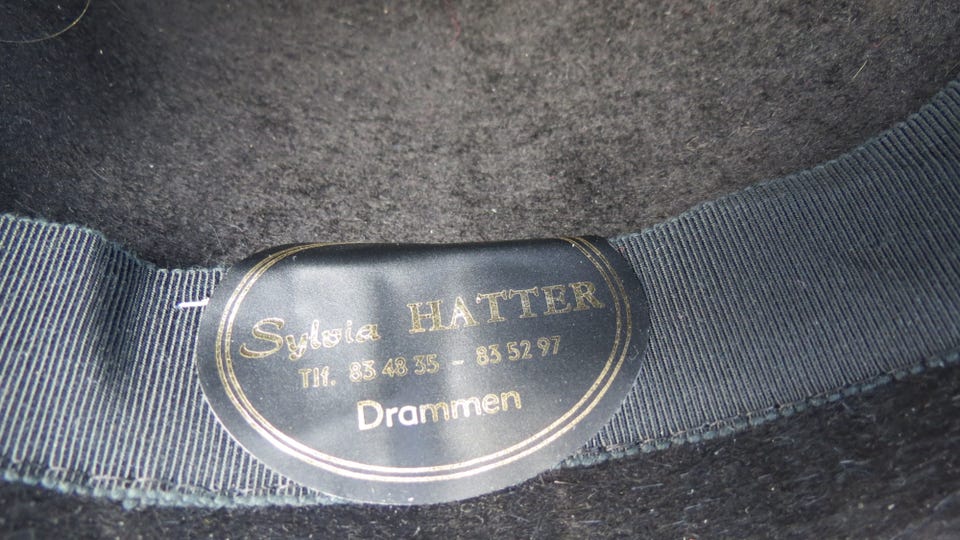 Sylvia HATTER
Tlf. 83 48 35 - 83 52 97
Drammen